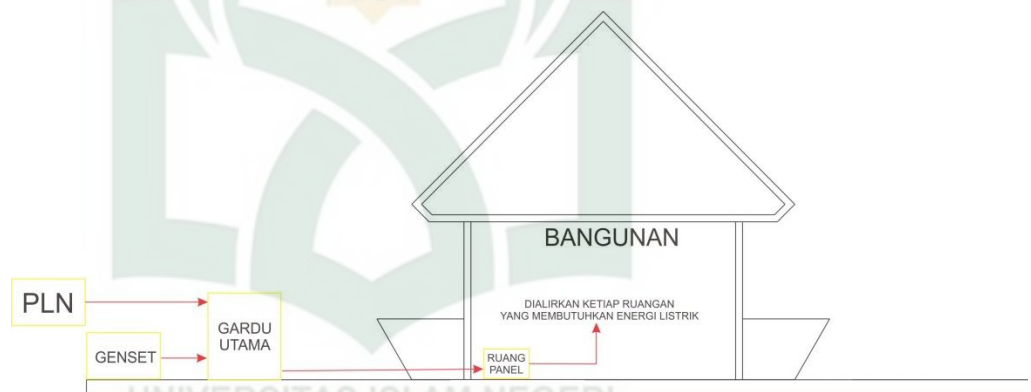 BANGUNAN
PLN
GARDU
UTAMA
GENSET
DIALIRKAN KETIAP RUANGAN
YANG MEMBUTUHKAN ENERGI LISTRIK
RUANG
PANEL
UNIVERSITAS ISLAM NEGERI